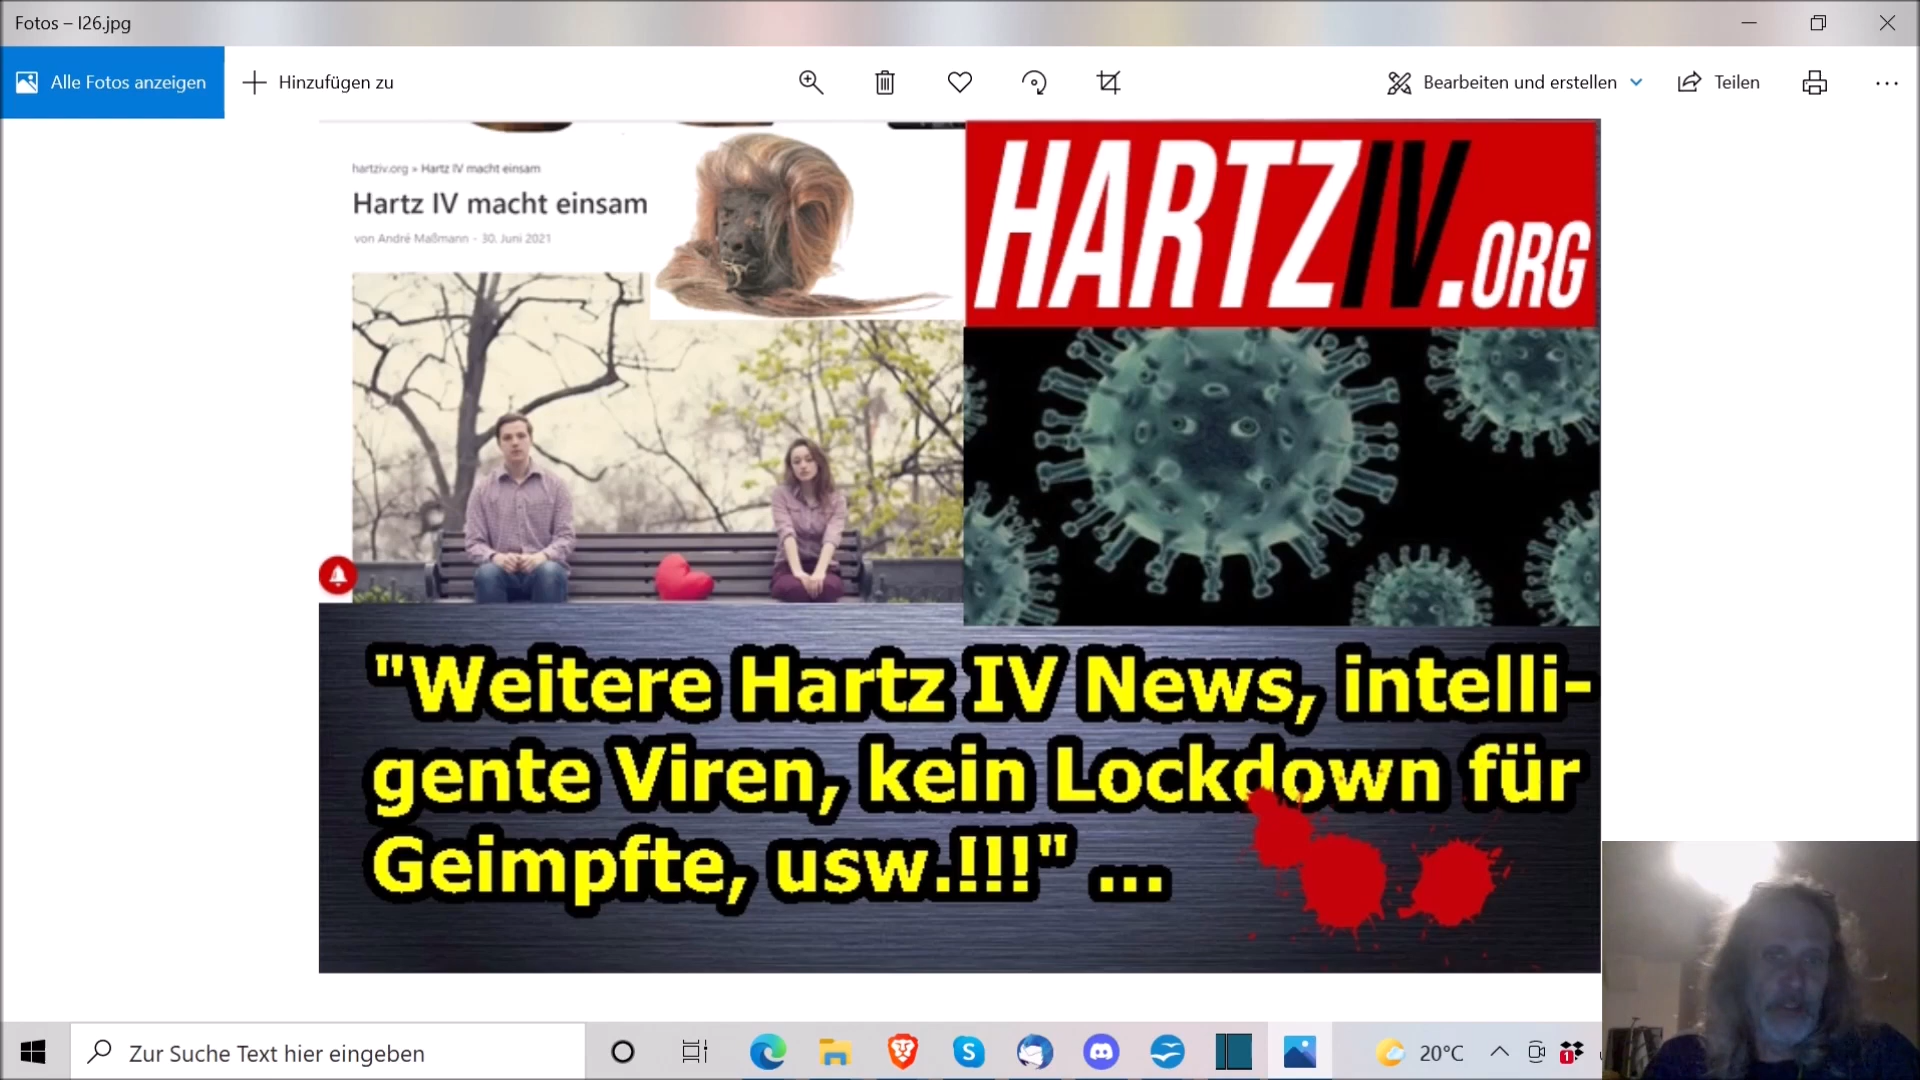 Fotos – l26.jpg
Alle Fotos anzeigen
Hinzufügen zu
Bearbeiten und erstellen
Teilen
hartziv.org » Hartz IV macht einsam
Hartz IV macht einsam
von André Maßmann - 30. Juni 2021
HARTZIV.ORG
"Weitere Hartz IV News, intelli-
gente Viren, kein Lockdown für
Geimpfte, usw.!!!" ...
Zur Suche Text hier eingeben
20°C
1